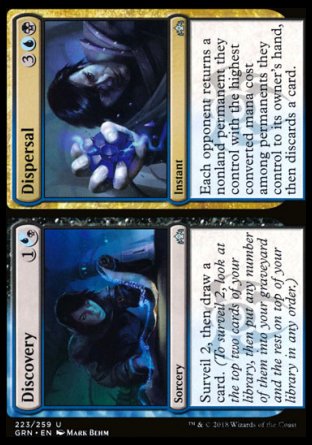 Discovery 1
Sorcery
Surveil 2, then draw a
card. (To surveil 2, look at
the top two cards of your
library, then put any number
of them into your graveyard
and the rest on top of your
library in any order.)
223/259 U
GRN • EN MARK BEHM
™ & © 2018 Wizards of the Coast
Dispersal 3
Instant
Each opponent returns a
nonland permanent they
control with the highest
converted mana cost
among permanents they
control to its owner's hand,
then discards a card.